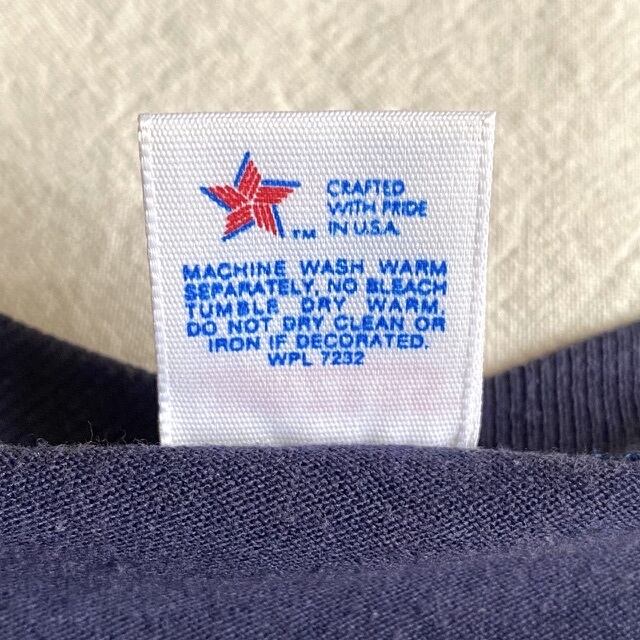 CRAFTED
WITH PRIDE
IN U.S.A.
TM
MACHINE WASH WARM
SEPARATELY, NO BLEACH
TUMBLE DRY WARM
DO NOT DRY CLEAN OR
IRON IF DECORATED.
WPL 7232